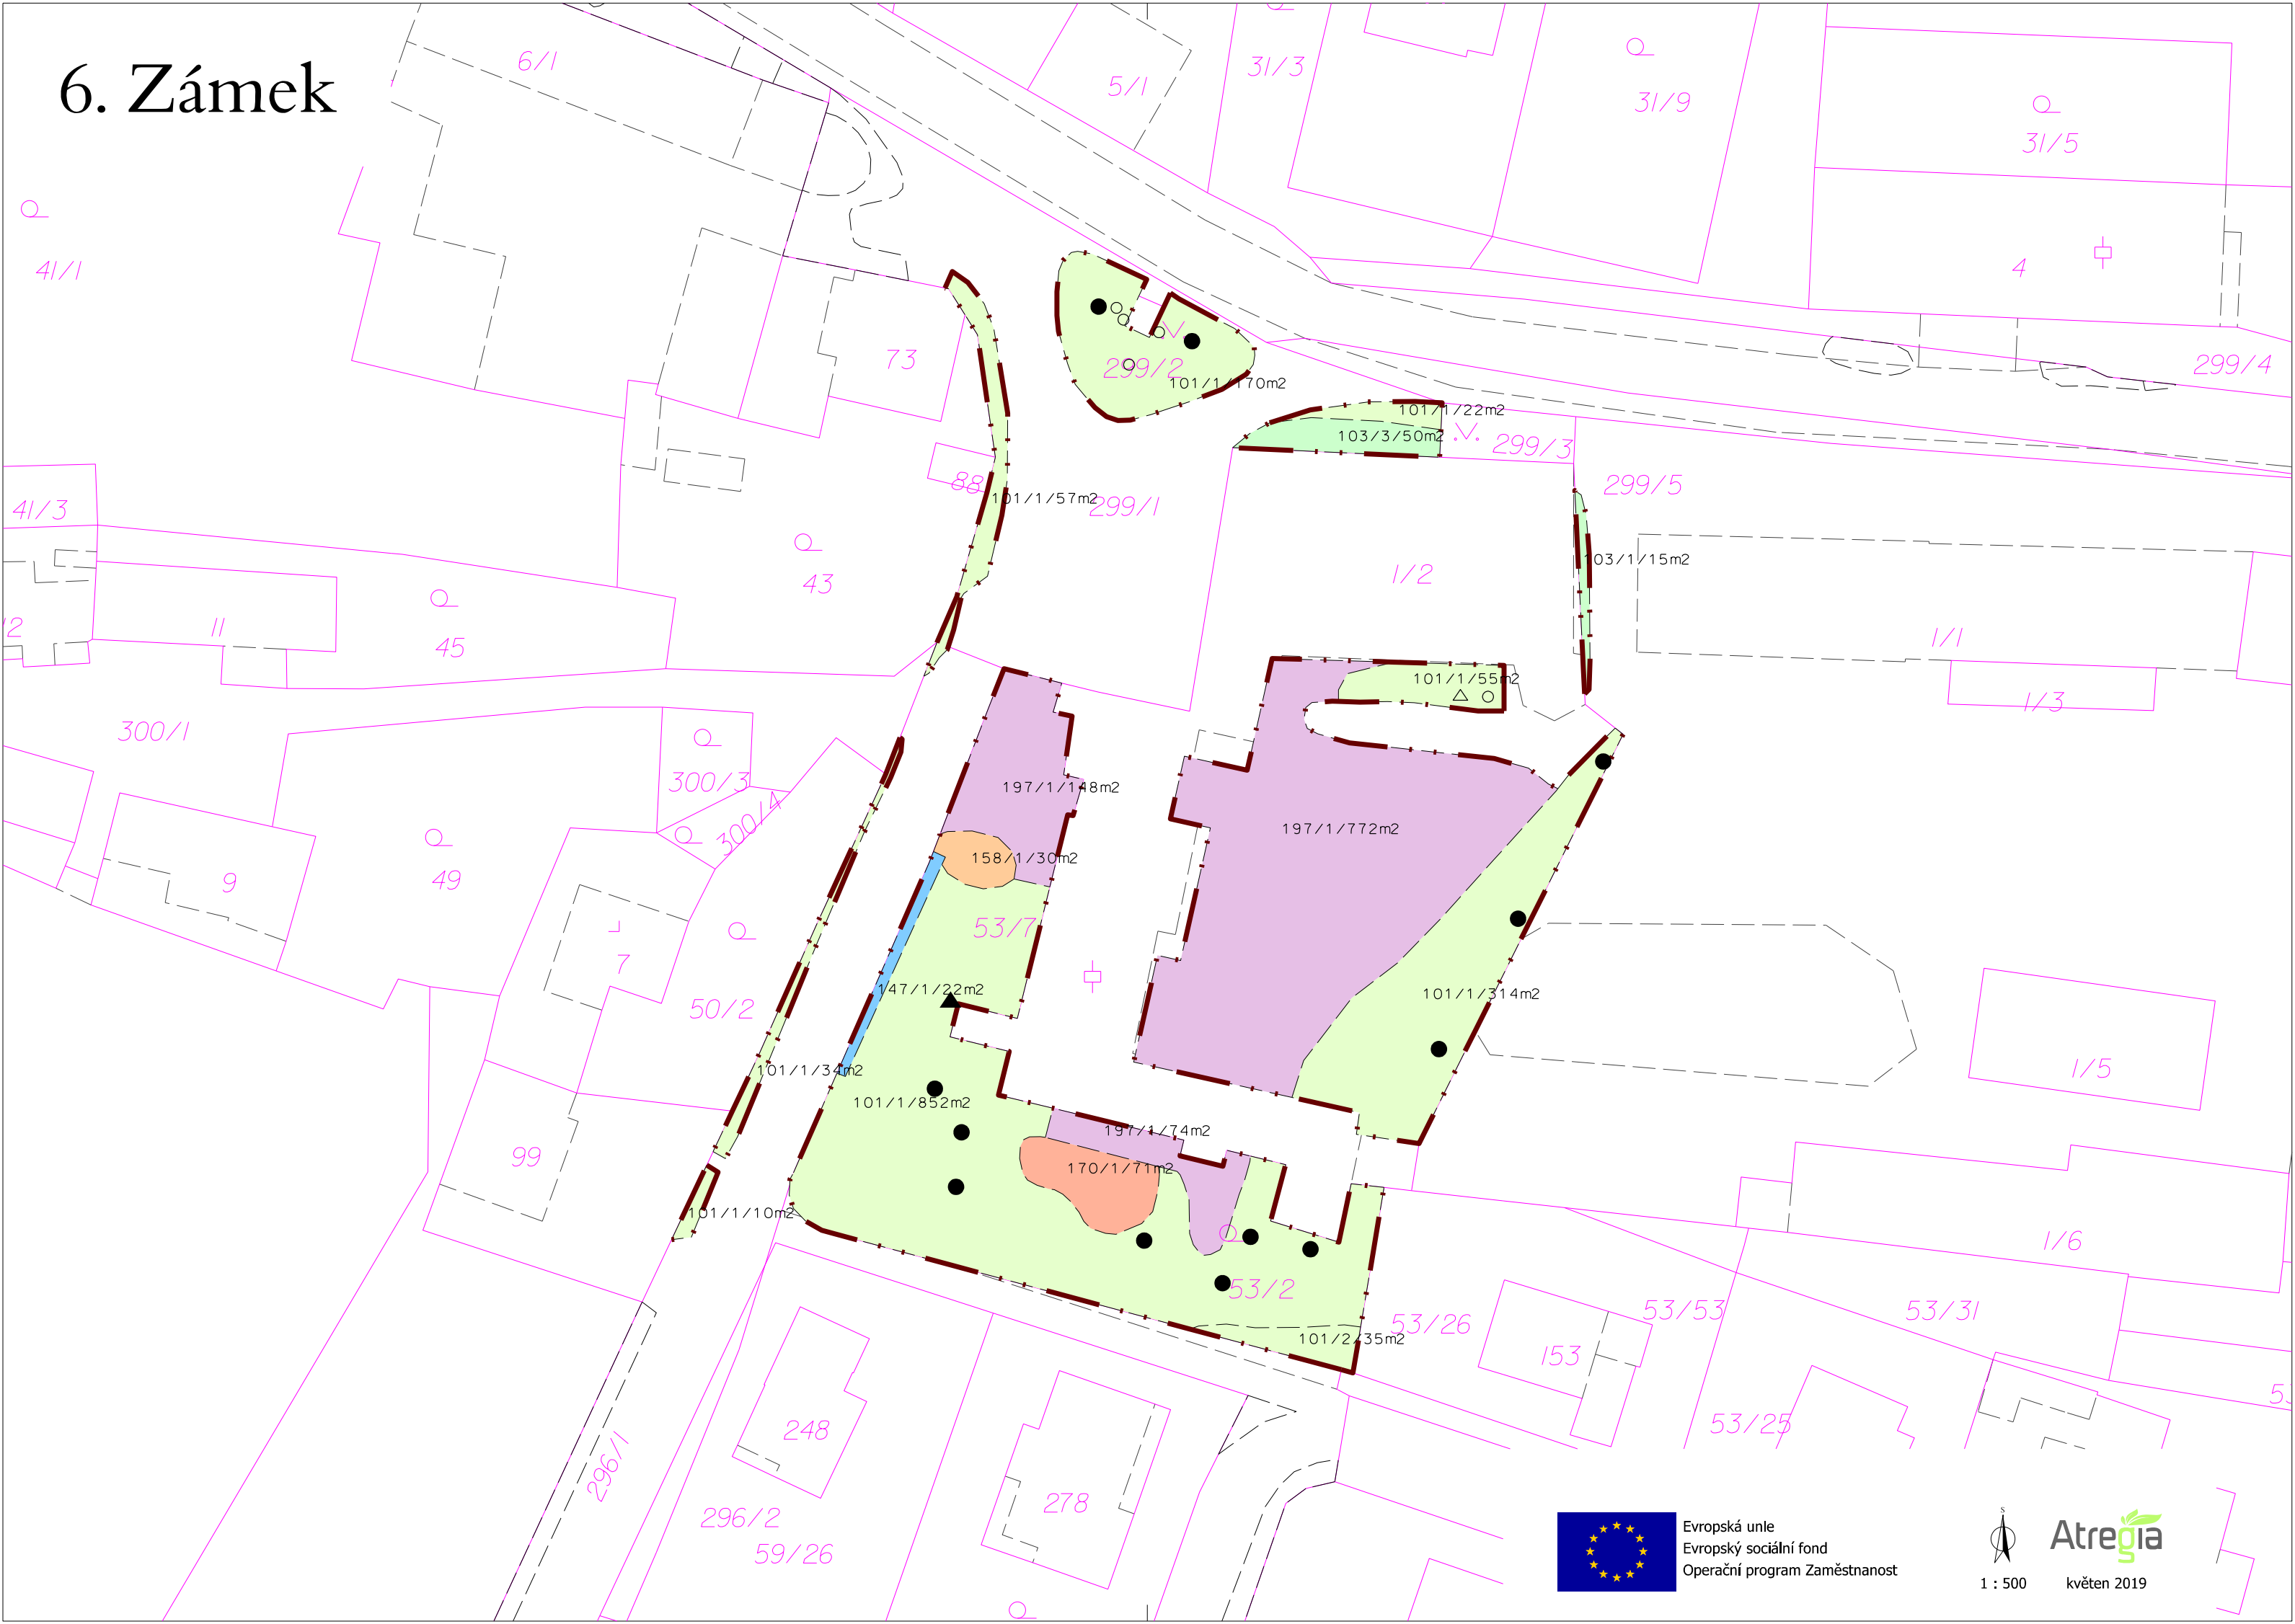 6. Zámek
6/1
5/1
31/3
31/9
31/5
41/1
4
73
299/2
101/1/170m2
299/4
101/1/22m2
103/3/50m2
299/3
88
101/1/57m2
299/1
299/5
41/3
103/1/15m2
43
1/2
11
45
1/1
101/1/55m2
1/3
300/1
300/3
197/1/148m2
300/4
197/1/772m2
158/1/30m2
9
49
53/7
7
147/1/22m2
101/1/314m2
50/2
101/1/34m2
1/5
101/1/852m2
197/1/74m2
99
170/1/71m2
101/1/10m2
1/6
53/2
53/26
53/53
53/31
101/2/35m2
153
53/25
248
296/1
278
296/2
59/26
Evropská unie
Evropský sociální fond
Operační program Zaměstnanost
S
1 : 500
Atregia
květen 2019